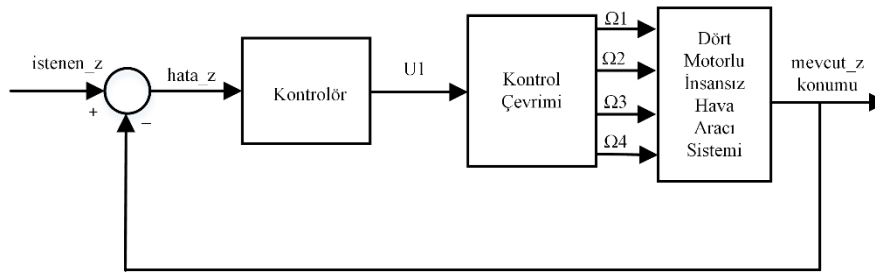 istenen_z
+
−
hata_z
Kontrolör
U1
Kontrol
Çevrimi
Ω1
Ω2
Ω3
Ω4
Dört
Motorlu
İnsansız
Hava
Aracı
Sistemi
mevcut_z
konumu